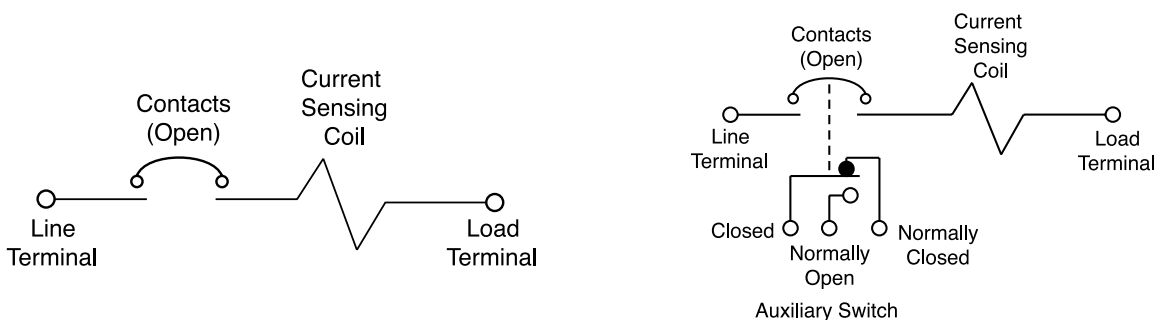 Contacts
(Open)
Current
Sensing
Coil
Line
Terminal
Load
Terminal
Contacts
(Open)
Current
Sensing
Coil
Line
Terminal
Load
Terminal
Closed
Normally
Open
Normally
Closed
Auxiliary Switch